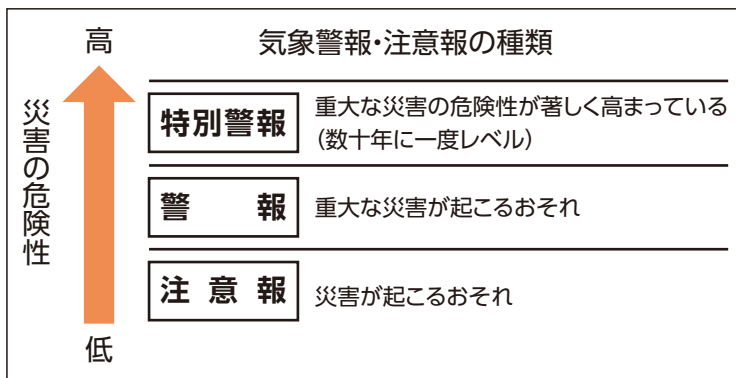 高
気象警報・注意報の種類
災害の危険性
特別警報
重大な災害の危険性が著しく高まっている
（数十年に一度レベル）
警 報
重大な災害が起こるおそれ
注 意 報
災害が起こるおそれ
低